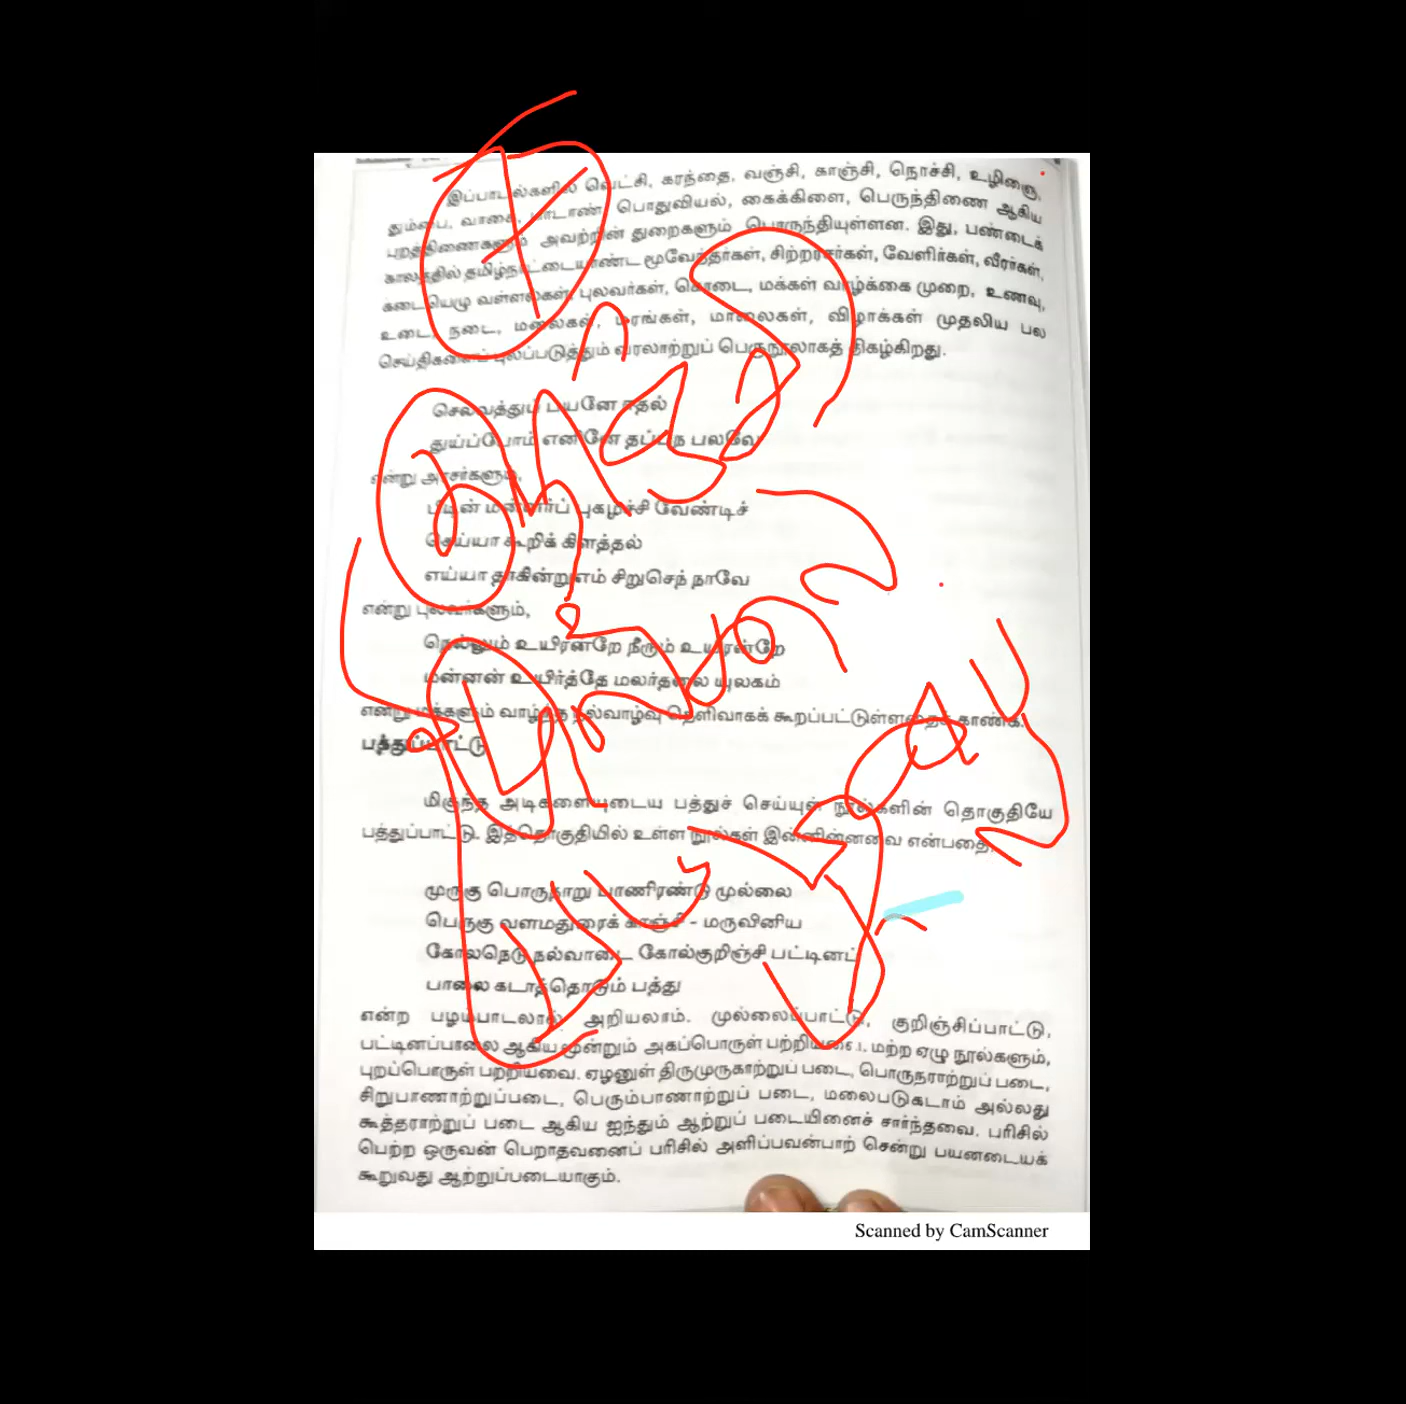 இப்பாடல்களில் வெட்சி, கரந்தை, வஞ்சி, காஞ்சி, நொச்சி, உழிஞை,
தும்பை, வாகை, பாடாண், பொதுவியல், கைக்கிளை, பெருந்திணை ஆகிய
புறத்திணைகளும் அவற்றின் துறைகளும் பொருந்தியுள்ளன. இது, பண்டைக்
காலத்தில் தமிழ்நாட்டையாண்ட மூவேந்தர்கள், சிற்றரசர்கள், வேளிர்கள், வீரர்கள்,
கடையெழு வள்ளல்கள், புலவர்கள், கொடை, மக்கள் வாழ்க்கை முறை, உணவு,
உடை, நடை, மலைகள், மரங்கள், மாலைகள், விழாக்கள் முதலிய பல
செய்திகளைப் புலப்படுத்தும் வரலாற்றுப் பெருநூலாகத் திகழ்கிறது.
செல்வத்துப் பயனே ஈதல்
துய்ப்போம் எனினே தப்புந பலவே
என்று அரசர்களும்,
மன்னர்ப் புகழ்ச்சி வேண்டிச்
செய்யா கூறிக் கிளத்தல்
எய்யா தாகின்று எம் சிறுசெந் நாவே
என்று புலவர்களும்,
நெல்லும் உயிரன்றே நீரும் உயிரன்றே
மன்னன் உயிர்த்தே மலர்தலை யுலகம்
என்று மக்களும் வாழ்ந்த நல்வாழ்வு தெளிவாகக் கூறப்பட்டுள்ளதைக் காண்க.
பத்துப்பாட்டு
மிகுந்த அடிகளையுடைய பத்துச் செய்யுள் நூல்களின் தொகுதியே
பத்துப்பாட்டு. இத்தொகுதியில் உள்ள நூல்கள் இன்னின்னவை என்பதை,
முருகு பொருநாறு பாணிரண்டு முல்லை
பெருகு வளமதுரைக் காஞ்சி - மருவினிய
கோலநெடு நல்வாடை கோல்குறிஞ்சி பட்டினப்
பாலை கடாத்தொடும் பத்து
என்ற பழம்பாடலால் அறியலாம். முல்லைப்பாட்டு, குறிஞ்சிப்பாட்டு,
பட்டினப்பாலை ஆகிய மூன்றும் அகப்பொருள் பற்றியவை. மற்ற ஏழு நூல்களும்,
புறப்பொருள் பற்றியவை. ஏழனுள் திருமுருகாற்றுப் படை, பொருநராற்றுப் படை,
சிறுபாணாற்றுப்படை, பெரும்பாணாற்றுப் படை, மலைபடுகடாம் அல்லது
கூத்தராற்றுப் படை ஆகிய ஐந்தும் ஆற்றுப் படையினைச் சார்ந்தவை. பரிசில்
பெற்ற ஒருவன் பெறாதவனைப் பரிசில் அளிப்பவன்பாற் சென்று பயனடையக்
கூறுவது ஆற்றுப்படையாகும்.
Scanned by CamScanner